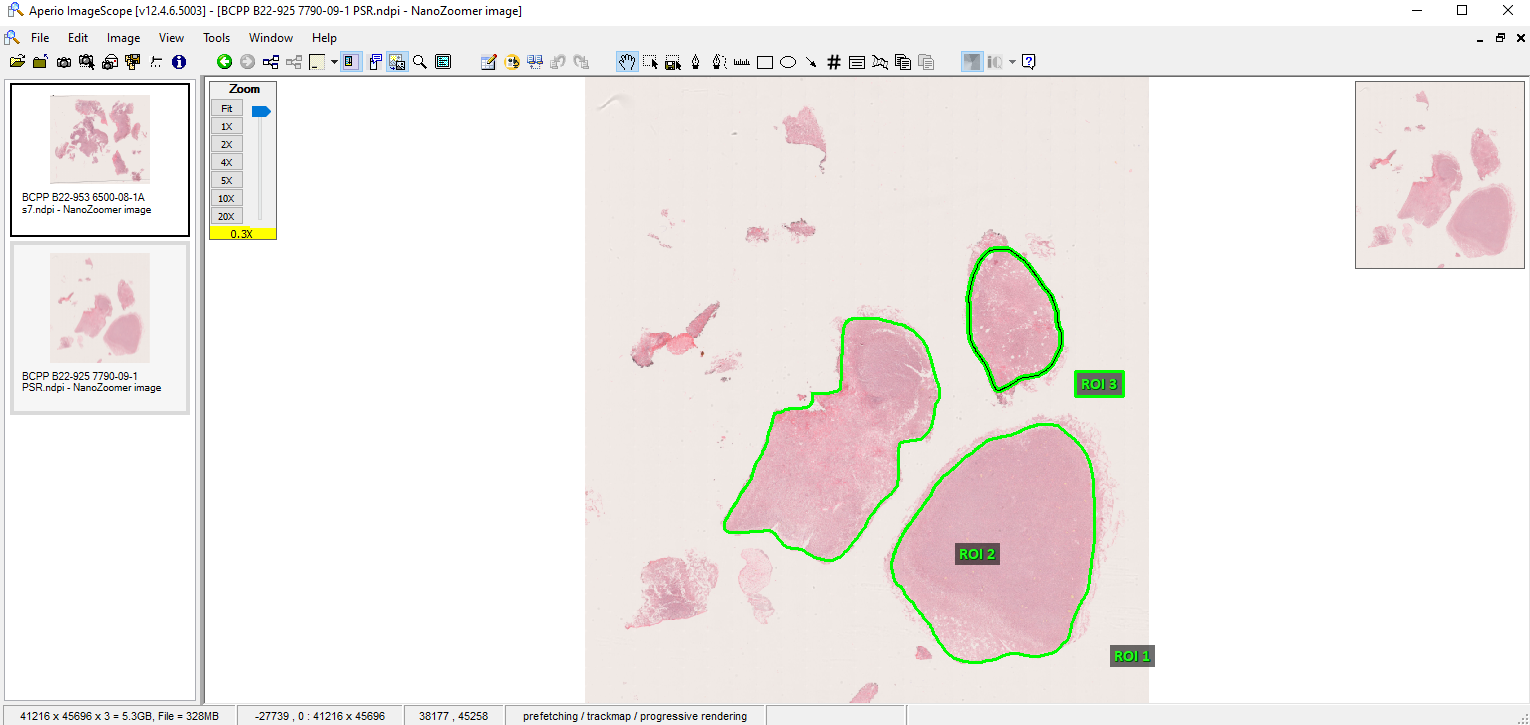 Aperio ImageScope [v12.4.6.5003] - [BCPP B22-925 7790-09-1 PSR.ndpi - NanoZoomer image]
File Edit Image View Tools Window Help
iQ
BCPP B22-953 6500-08-1A
s7.ndpi - NanoZoomer image
BCPP B22-925 7790-09-1
PSR.ndpi - NanoZoomer image
Zoom
Fit
1X
2X
4X
5X
10X
20X
0.3X
ROI 3
ROI 2
ROI 1
41216 x 45696 x 3 = 5.3GB, File = 328MB
-27739 , 0 : 41216 x 45696
38177 , 45258
prefetching / trackmap / progressive rendering